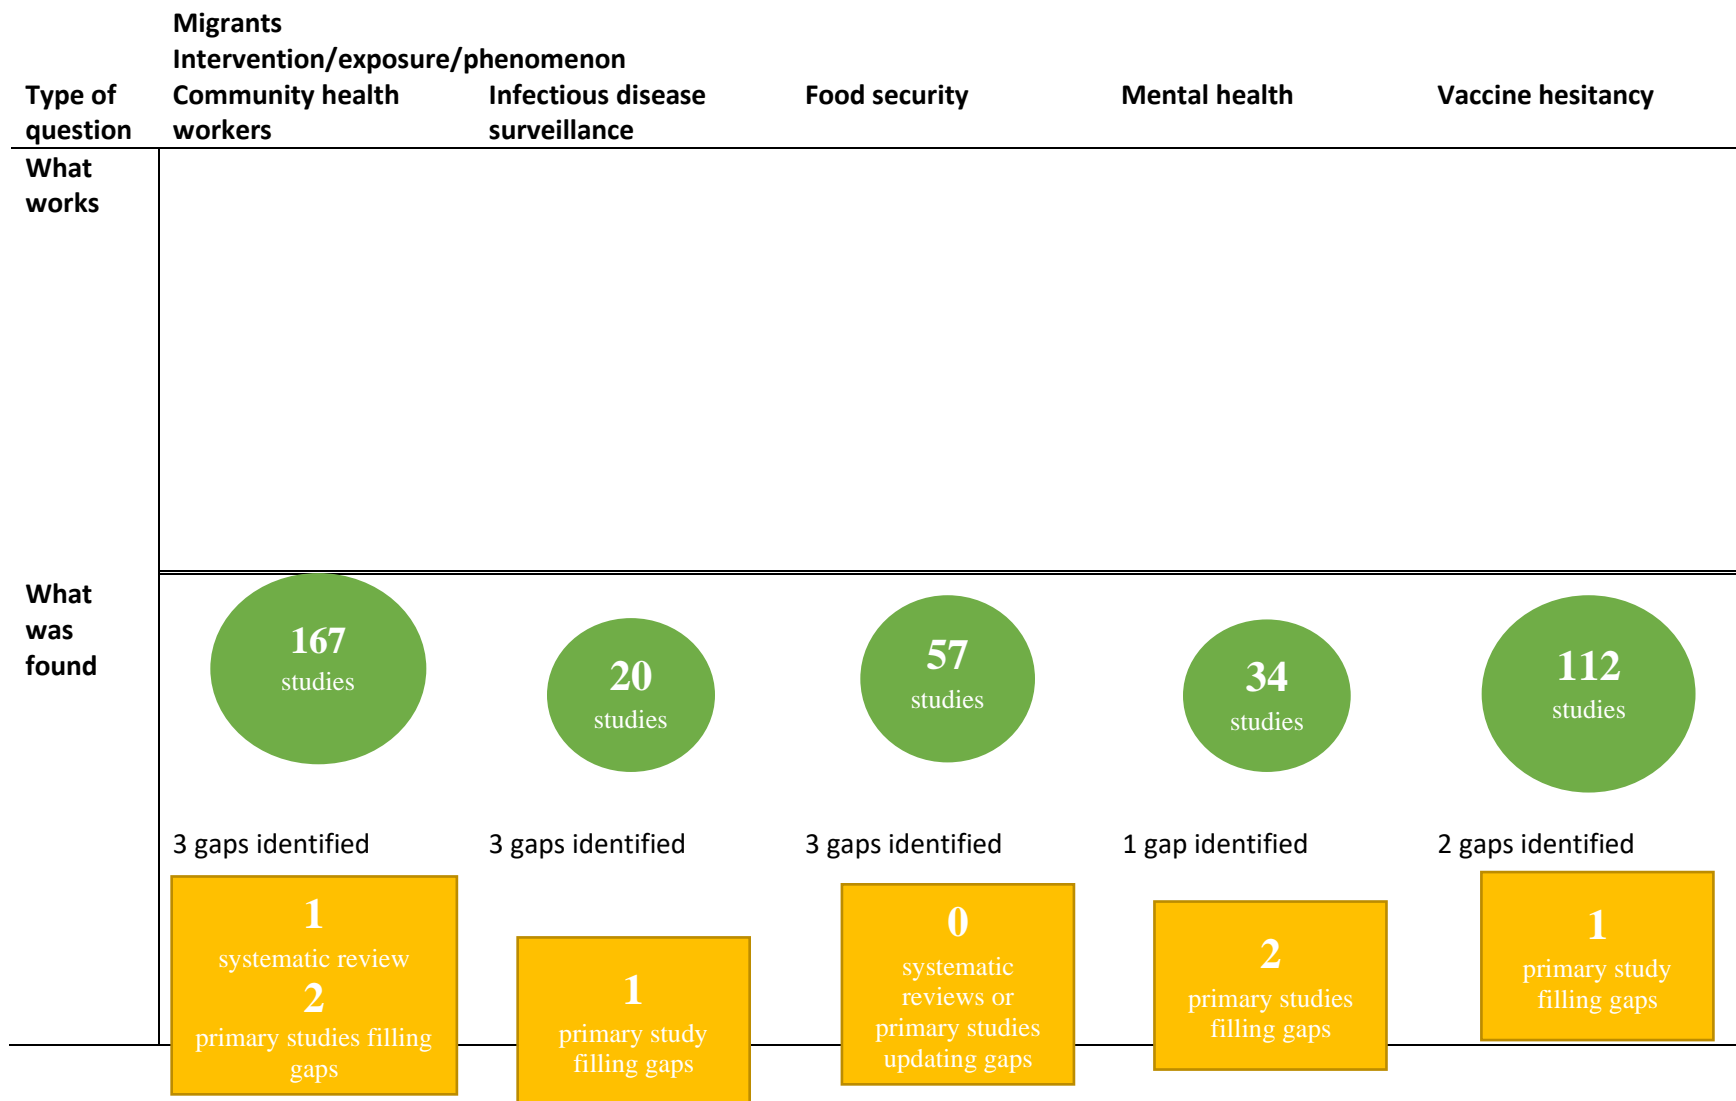 Migrants
Intervention/exposure/phenomenon
Type of
question
Community health
workers
Infectious disease
surveillance
Food security
Mental health
Vaccine hesitancy
What
works
What
was
found
167
studies
20
studies
57
studies
34
studies
112
studies
3 gaps identified
3 gaps identified
3 gaps identified
1 gap identified
2 gaps identified
1
systematic review
2
primary studies filling
gaps
1
primary study
filling gaps
0
systematic
reviews or
primary studies
updating gaps
2
primary studies
filling gaps
1
primary study
filling gaps